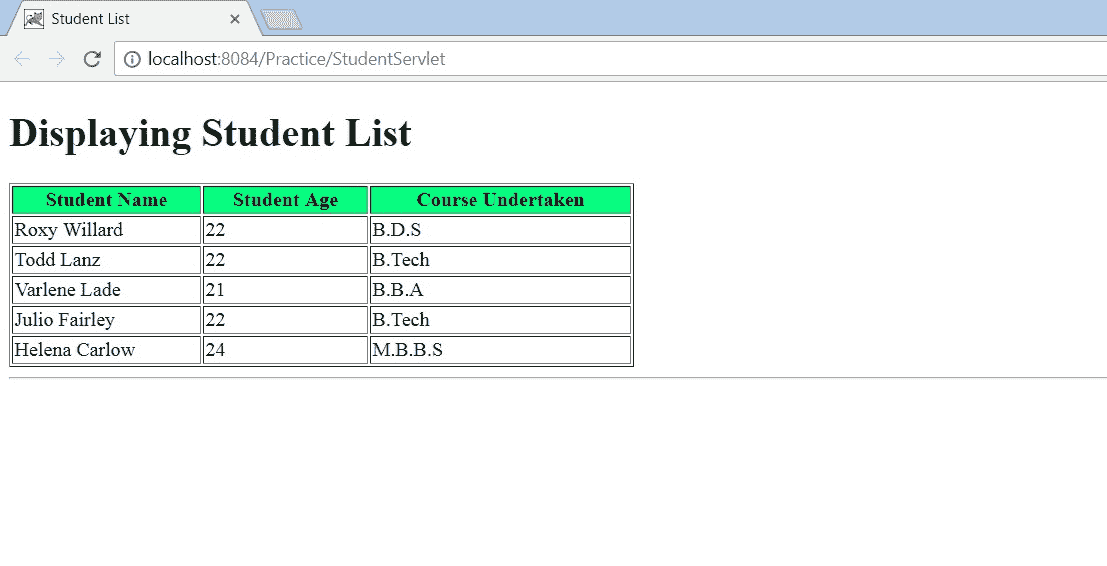 Student List
localhost:8084/Practice/StudentServlet
Displaying Student List
Student Name Student Age Course Undertaken
Roxy Willard 22 B.D.S
Todd Lanz 22 B.Tech
Varlene Lade 21 B.B.A
Julio Fairley 22 B.Tech
Helena Carlow 24 M.B.B.S